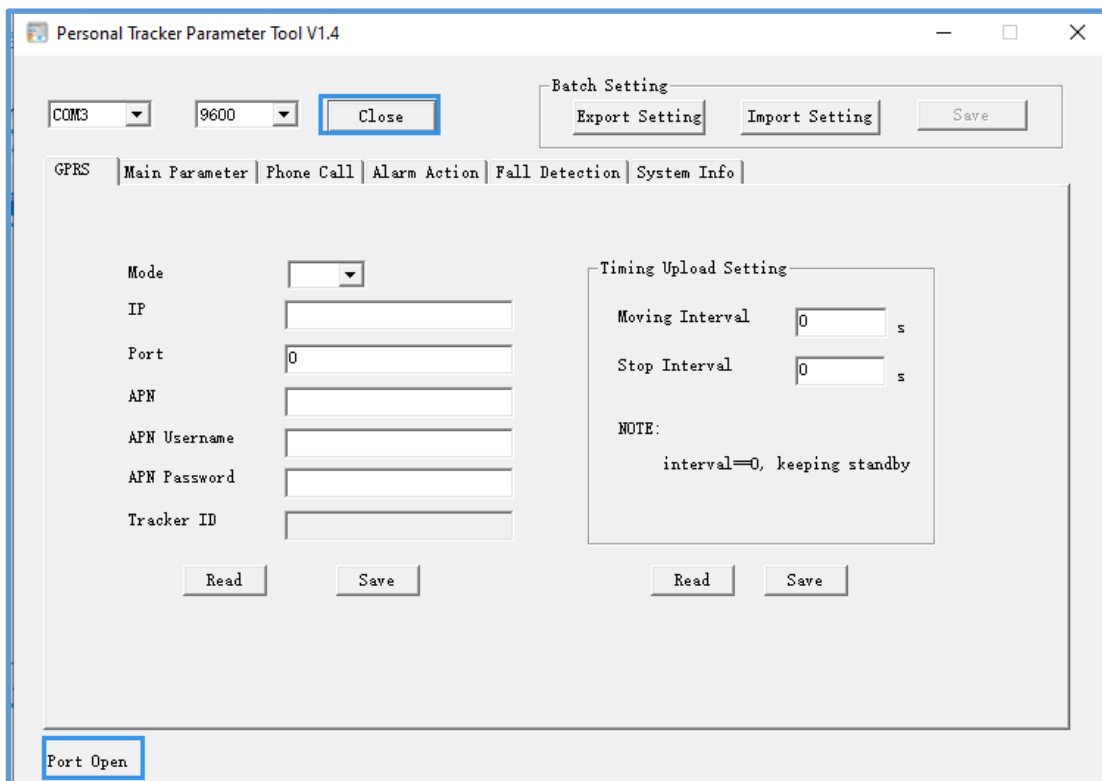 Personal Tracker Parameter Tool V1.4
Batch Setting
COM3 9600 Close Export Setting Import Setting Save
GPRS Main Parameter Phone Call Alarm Action Fall Detection System Info
Mode
IP
Port 0
APN
APN Username
APN Password
Tracker ID
Read Save
Timing Upload Setting
Moving Interval 0 s
Stop Interval 0 s
NOTE:
interval==0, keeping standby
Read Save
Port Open